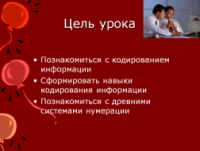 Цель урока
• Познакомиться с кодированием
информации
• Сформировать навыки
кодирования информации
• Познакомиться с древними
системами нумерации